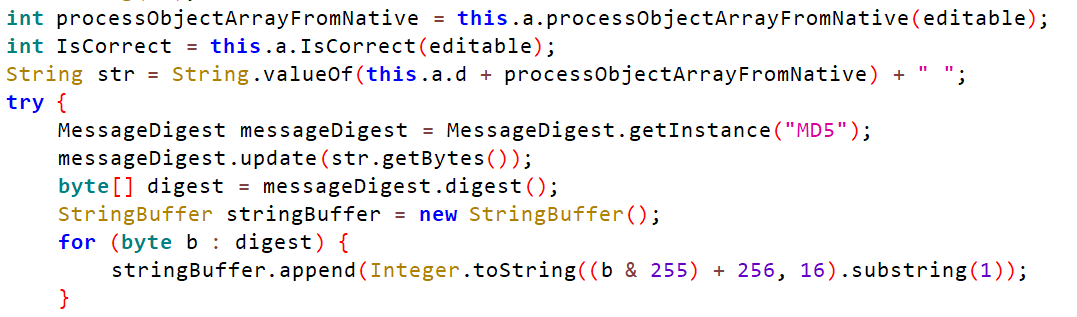 int processObjectArrayFromNative = this.a.processObjectArrayFromNative(editable);
int IsCorrect = this.a.IsCorrect(editable);
String str = String.valueOf(this.a.d + processObjectArrayFromNative) + " ";
try {
    MessageDigest messageDigest = MessageDigest.getInstance("MD5");
    messageDigest.update(str.getBytes());
    byte[] digest = messageDigest.digest();
    StringBuffer stringBuffer = new StringBuffer();
    for (byte b : digest) {
        stringBuffer.append(Integer.toString((b & 255) + 256, 16).substring(1));
    }